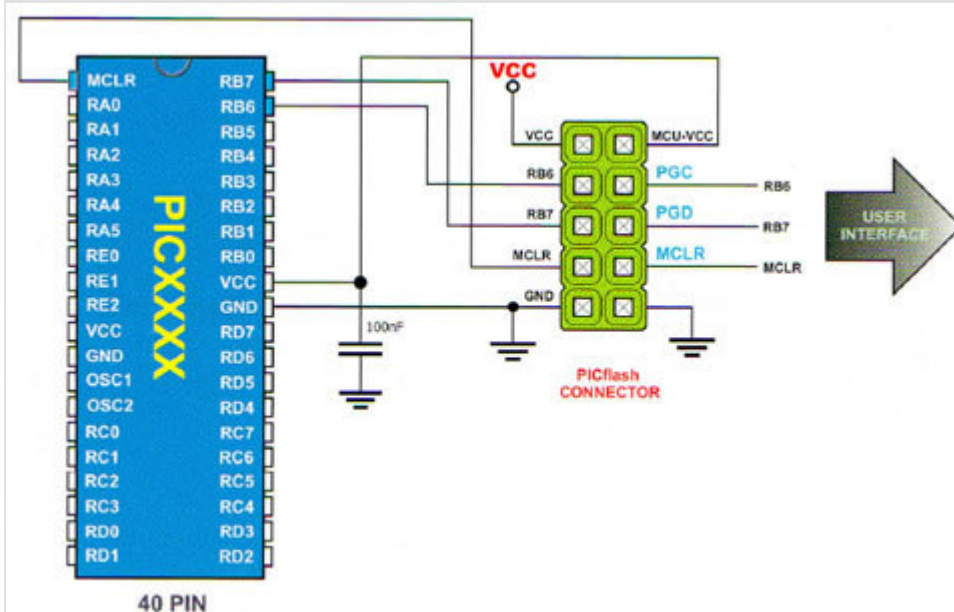 MCLR
RA0
RA1
RA2
RA3
RA4
RA5
RE0
RE1
RE2
VCC
GND
OSC1
OSC2
RC0
RC1
RC2
RC3
RD0
RD1
PICXXXX
RB7
RB6
RB5
RB4
RB3
RB2
RB1
RB0
VCC
GND
RD7
RD6
RD5
RD4
RC7
RC6
RC5
RC4
RD3
RD2
40 PIN
100nF
VCC
VCC
RB6
RB7
MCLR
GND
MCU-VCC
PGC
PGD
MCLR
RB6
RB7
MCLR
PICflash
CONNECTOR
USER
INTERFACE